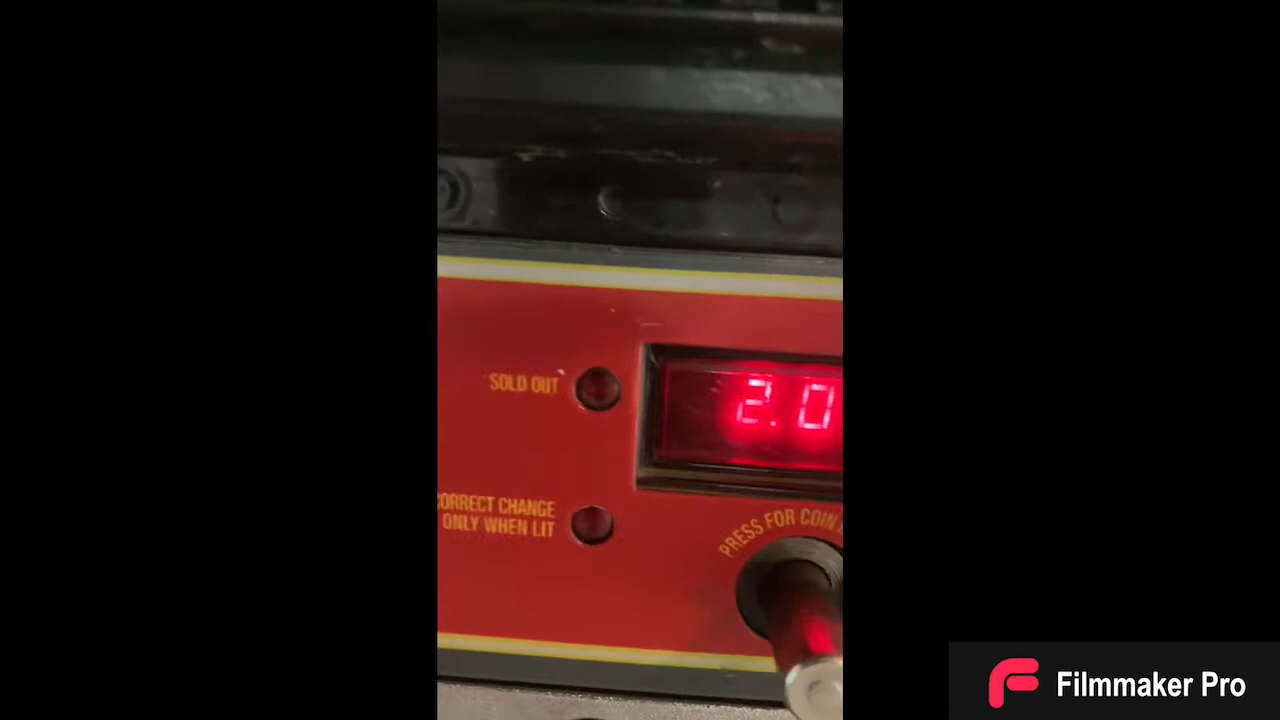 SOLD OUT
2.0
CORRECT CHANGE
ONLY WHEN LIT
PRESS FOR COIN
Filmmaker Pro